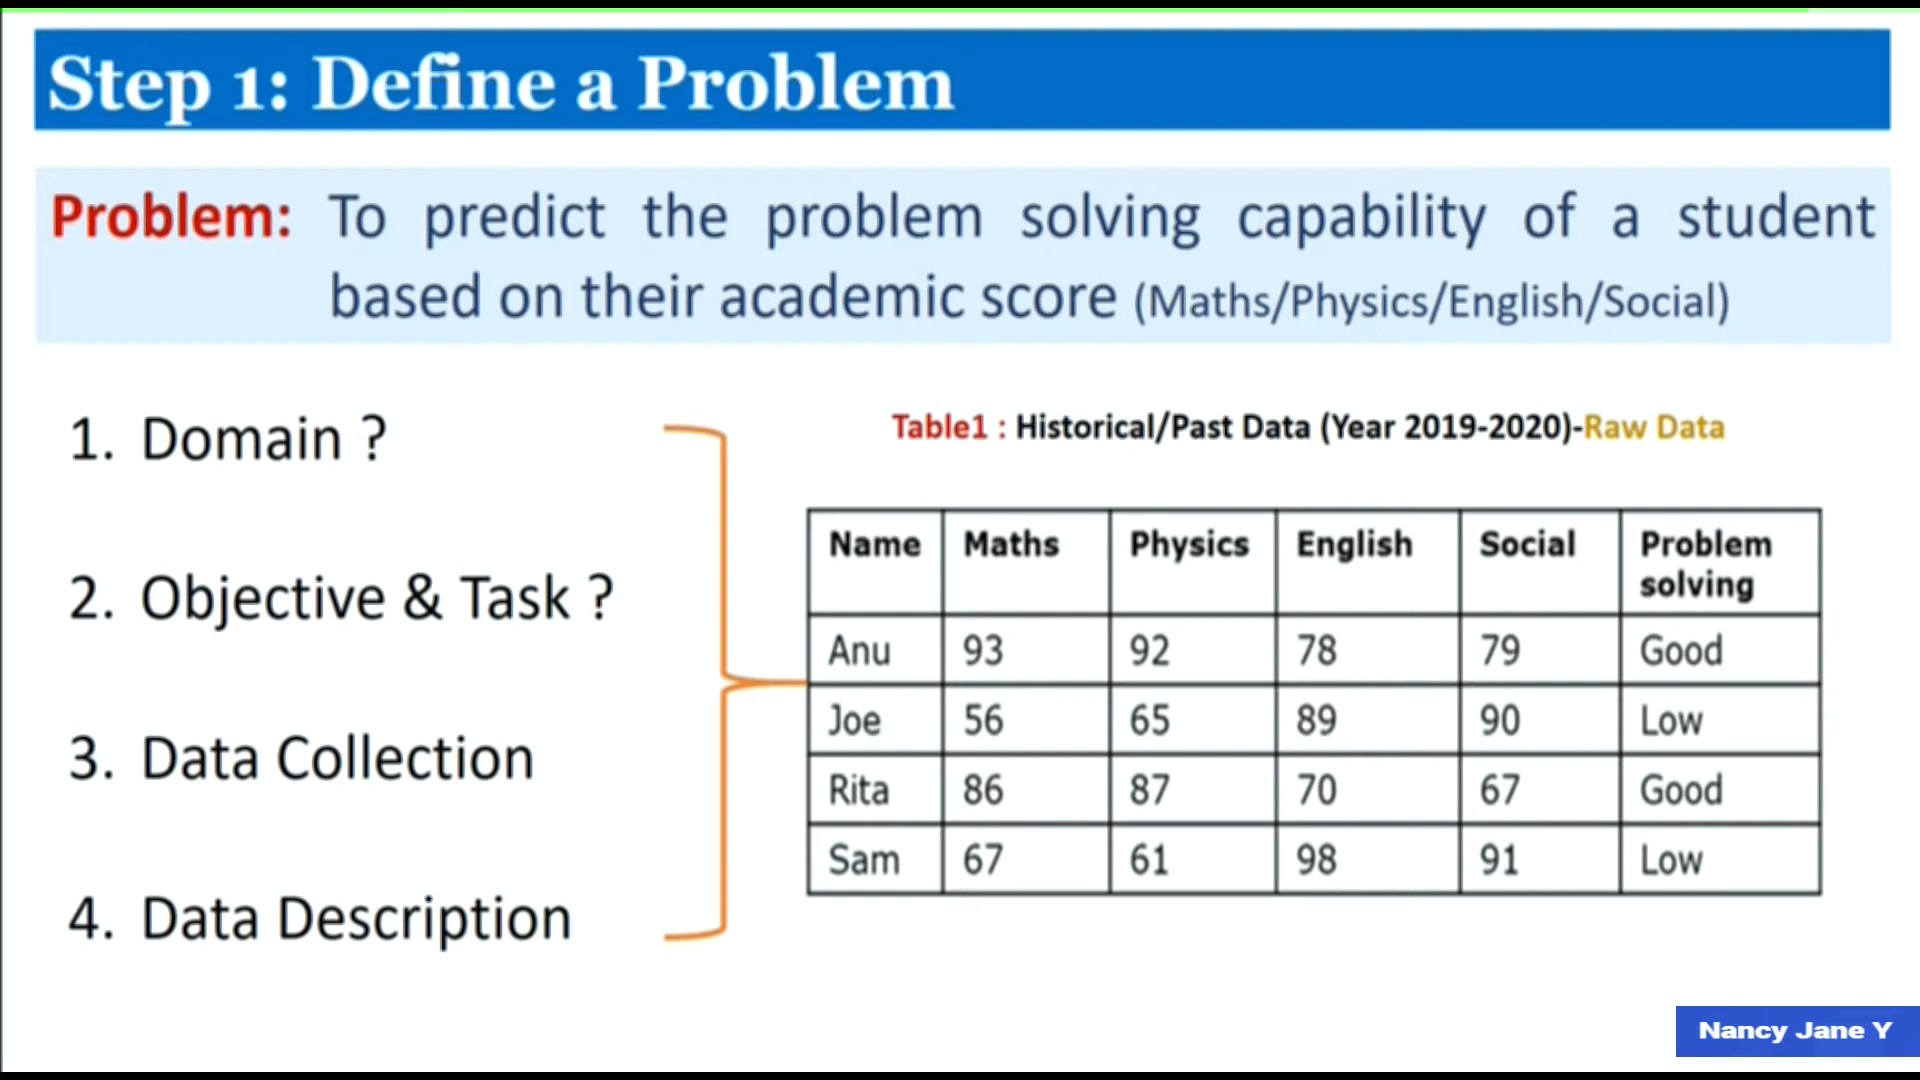 Step 1: Define a Problem
Problem: To predict the problem solving capability of a student
based on their academic score (Maths/Physics/English/Social)
1. Domain ?
2. Objective & Task ?
3. Data Collection
4. Data Description
Table1 : Historical/Past Data (Year 2019-2020)-Raw Data
Name Maths Physics English Social Problem solving
Anu 93 92 78 79 Good
Joe 56 65 89 90 Low
Rita 86 87 70 67 Good
Sam 67 61 98 91 Low
Nancy Jane Y